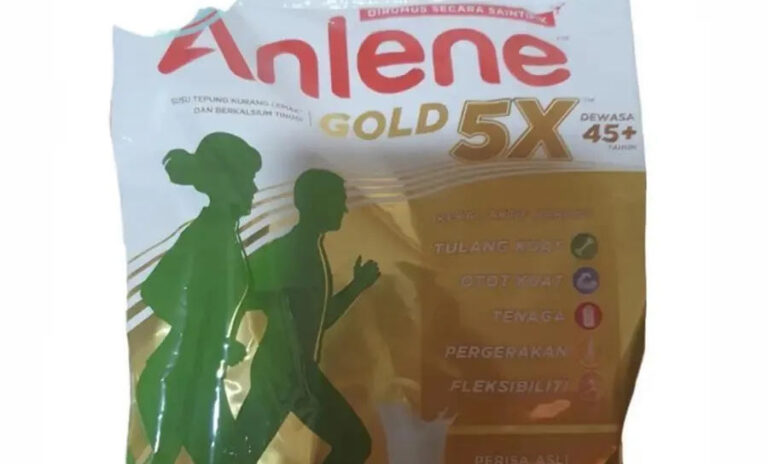 DIRUMUS SECARA SAINTIFIK
Anlene
SUSU TEPUNG KURANG LEMAK
DAN BERKALSIUM TINGGI
GOLD 5X
DEWASA
45+
TAHUN
TULANG KUAT
OTOT KUAT
TENAGA
PERGERAKAN
FLEKSIBILITI
PERISA ASLI